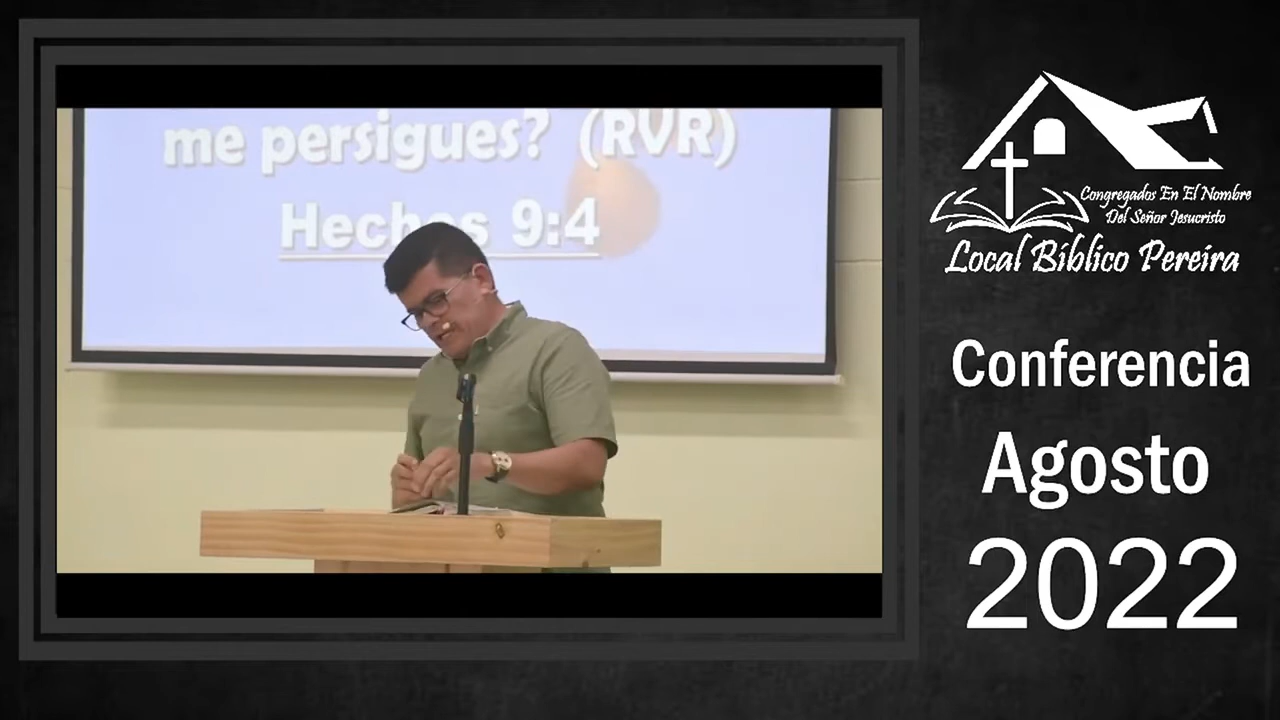 me persigues? (RVR)
Hechos 9:4
Congregados En El Nombre
Del Señor Jesucristo
Local Bíblico Pereira
Conferencia
Agosto
2022